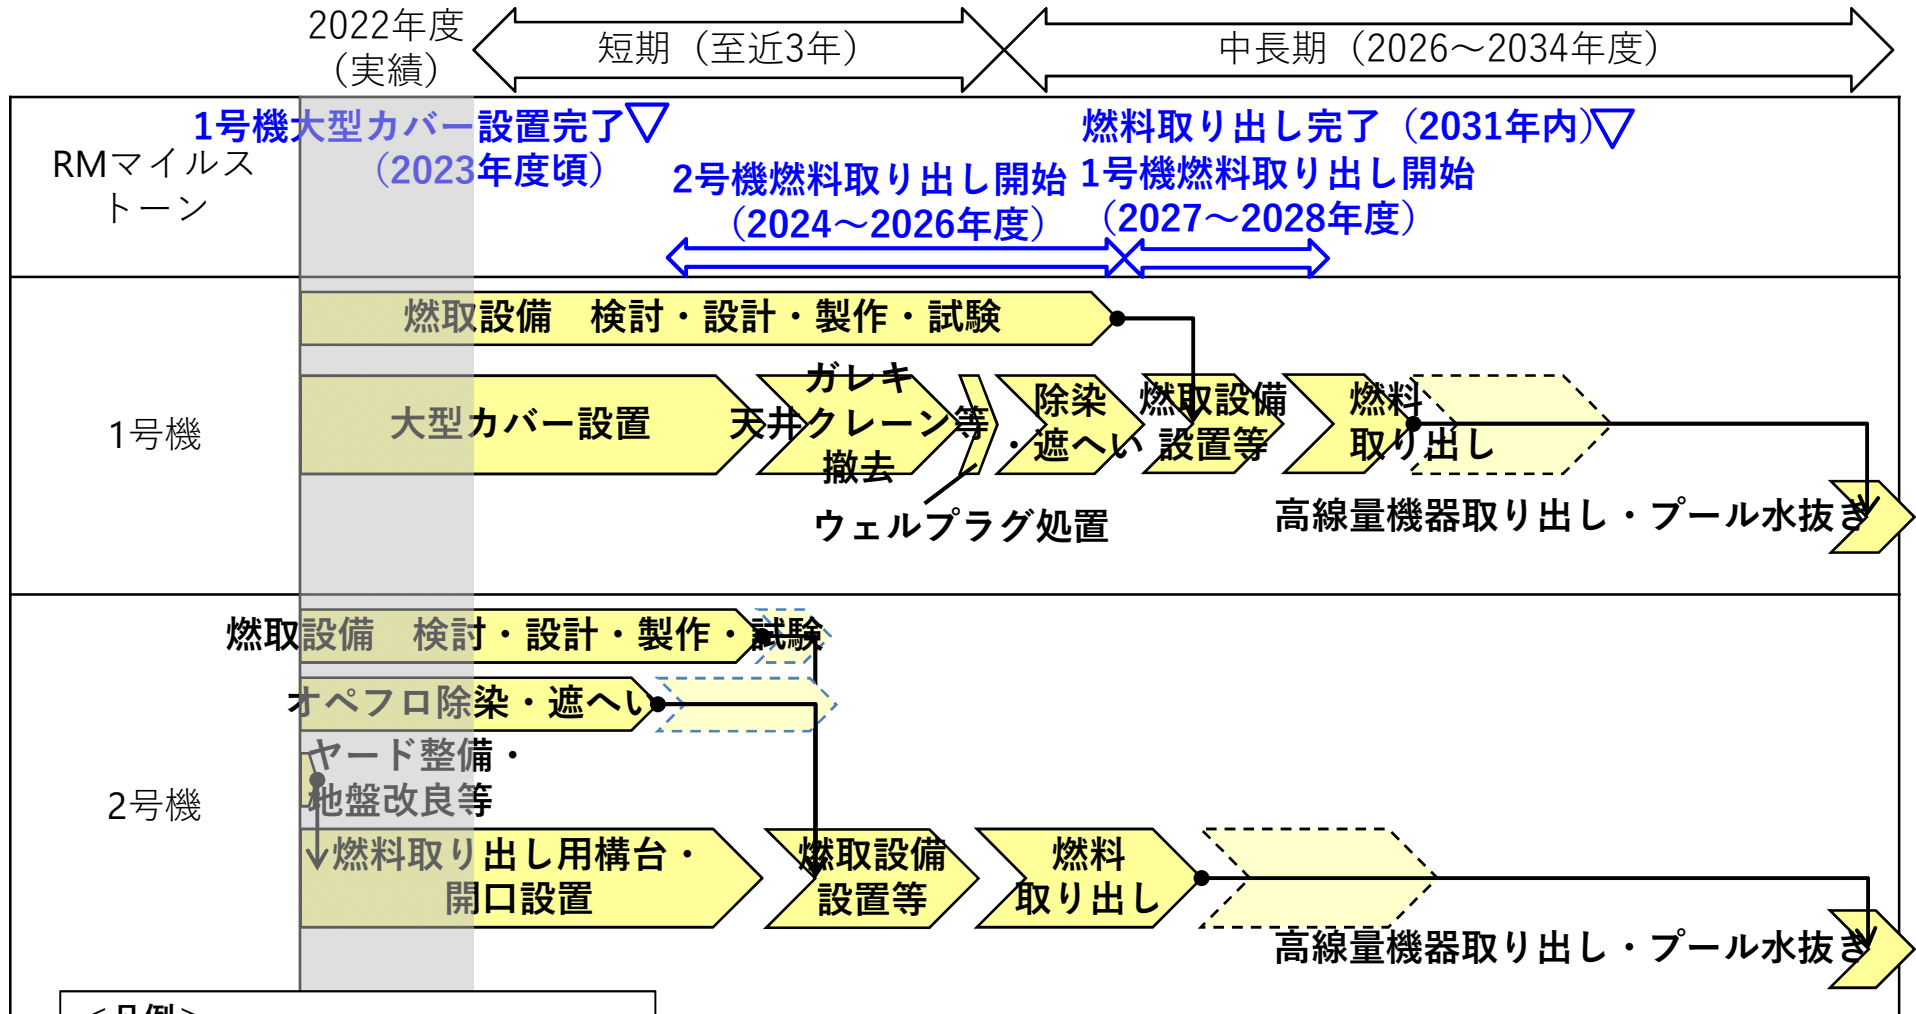 2022年度
（実績）
短期（至近3年）
中長期（2026～2034年度）
RMマイルス
トーン
1号機大型カバー設置完了▽
（2023年度頃）
2号機燃料取り出し開始
（2024～2026年度）
燃料取り出し完了（2031年内）▽
1号機燃料取り出し開始
（2027～2028年度）
1号機
燃取設備　検討・設計・製作・試験
大型カバー設置
ガレキ
天井クレーン等
撤去
ウェルプラグ処置
除染
・遮へい
燃取設備
設置等
燃料
取り出し
高線量機器取り出し・プール水抜き
2号機
燃取設備　検討・設計・製作・試験
オペフロ除染・遮へい
ヤード整備・
地盤改良等
燃料取り出し用構台・
開口設置
燃取設備
設置等
燃料
取り出し
高線量機器取り出し・プール水抜き
＜凡例＞